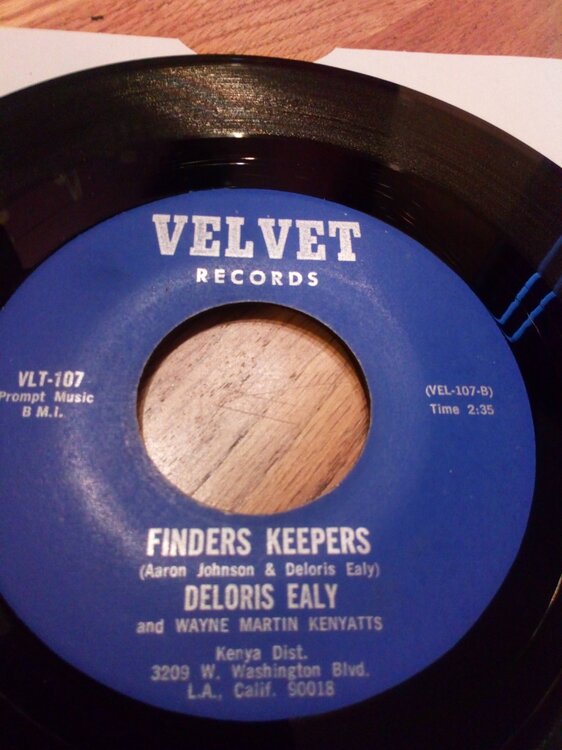 VELVET
RECORDS
VLT-107
Prompt Music
B M.I.
(VEL-107-B)
Time 2:35
FINDERS KEEPERS
(Aaron Johnson & Deloris Ealy)
DELORIS EALY
and WAYNE MARTIN KENYATTS
Kenya Dist.
3209 W. Washington Blvd.
L.A., Calif. 90018